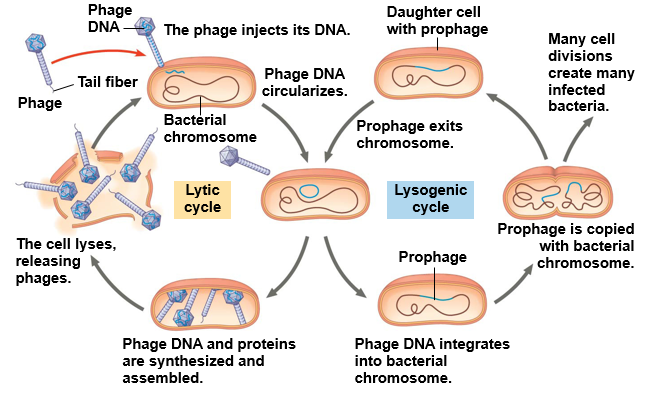 Phage
DNA
The phage injects its DNA.
Daughter cell
with prophage
Many cell
divisions
create many
infected
bacteria.
Tail fiber
Phage
Phage DNA
circularizes.
Bacterial
chromosome
Prophage exits
chromosome.
Lytic
cycle
Lysogenic
cycle
The cell lyses,
releasing
phages.
Prophage is copied
with bacterial
chromosome.
Prophage
Phage DNA and proteins
are synthesized and
assembled.
Phage DNA integrates
into bacterial
chromosome.